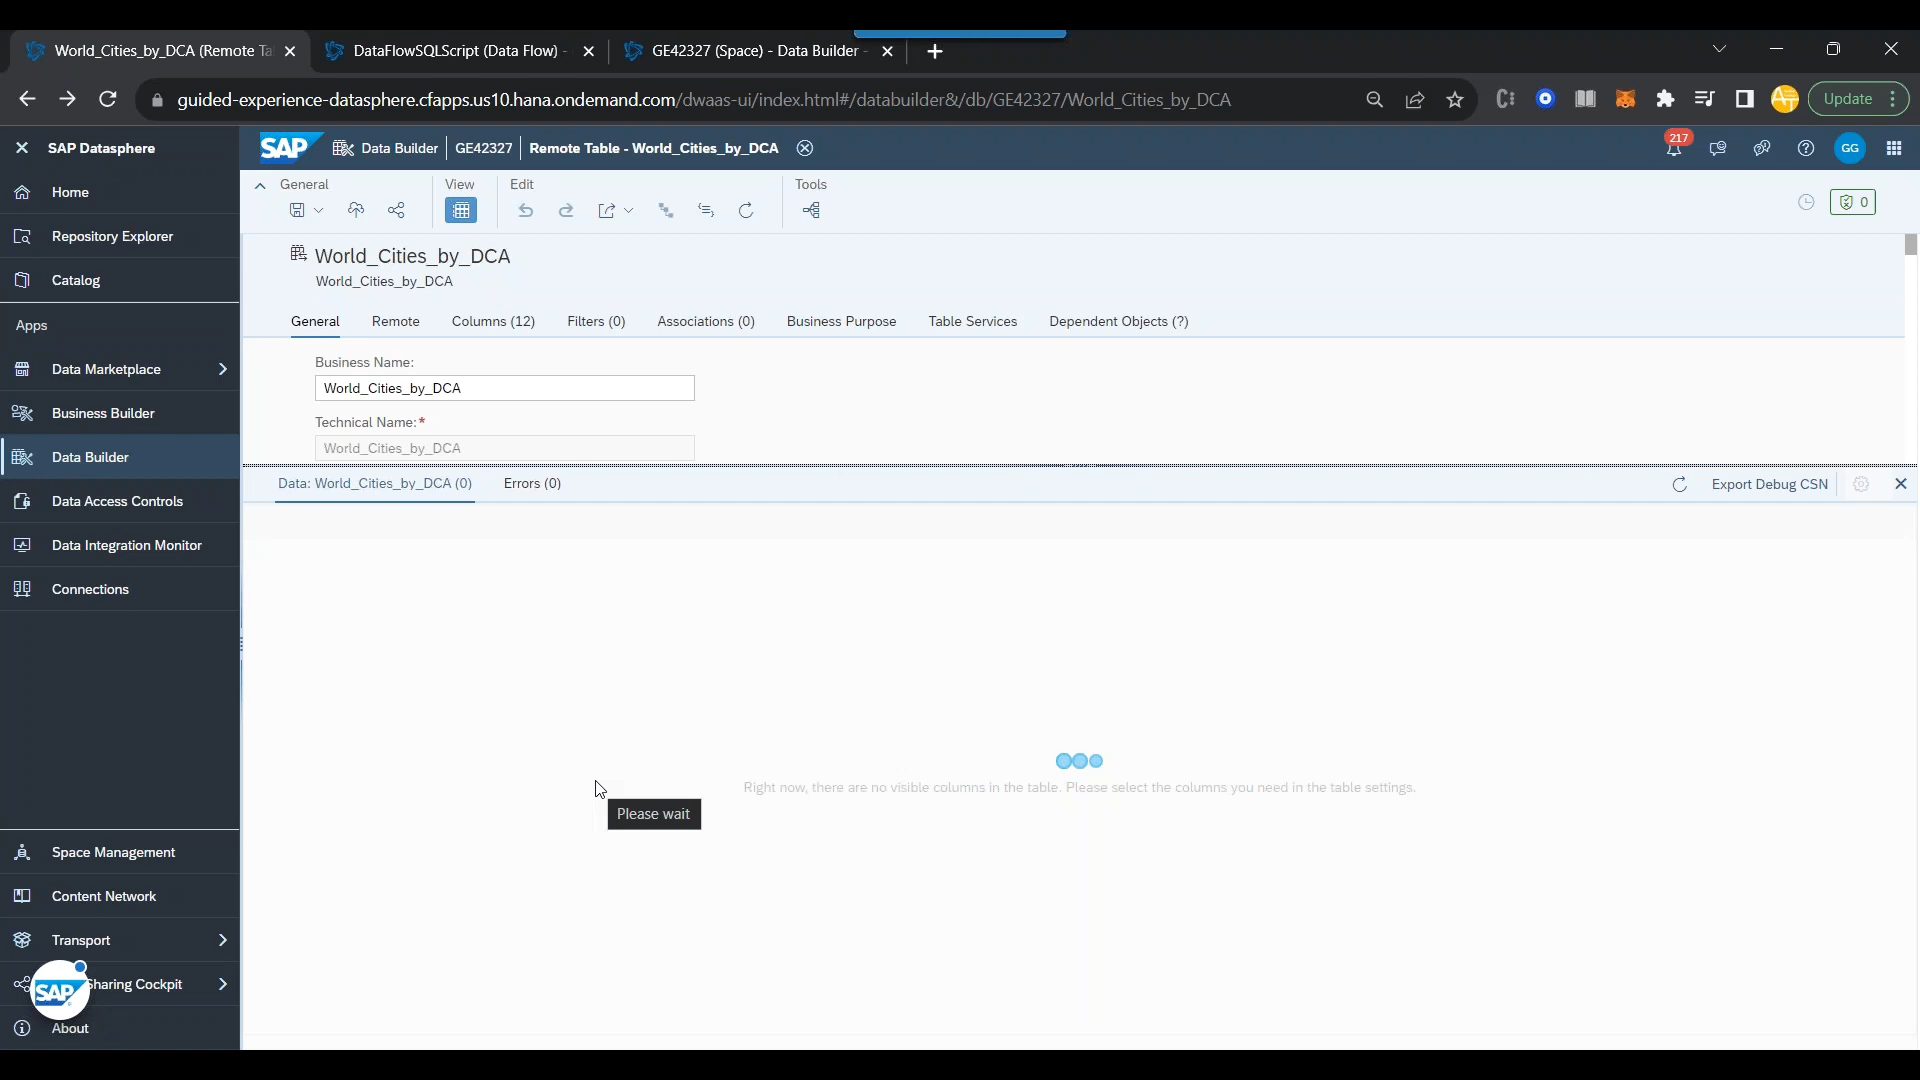 World_Cities_by_DCA (Remote Ta
DataFlowSQLScript (Data Flow) -
GE42327 (Space) - Data Builder -
guided-experience-datasphere.cfapps.us10.hana.ondemand.com/dwaas-ui/index.html#/databuilder&/db/GE42327/World_Cities_by_DCA
Update
SAP Datasphere
SAP
Data Builder
GE42327
Remote Table - World_Cities_by_DCA
217
GG
Home
Repository Explorer
Catalog
Apps
Data Marketplace
Business Builder
Data Builder
Data Access Controls
Data Integration Monitor
Connections
Space Management
Content Network
Transport
Sharing Cockpit
SAP
About
General
View
Edit
Tools
0
World_Cities_by_DCA
World_Cities_by_DCA
General
Remote
Columns (12)
Filters (0)
Associations (0)
Business Purpose
Table Services
Dependent Objects (?)
Business Name:
World_Cities_by_DCA
Technical Name:*
World_Cities_by_DCA
Data: World_Cities_by_DCA (0)
Errors (0)
Export Debug CSN
Right now, there are no visible columns in the table. Please select the columns you need in the table settings.
Please wait